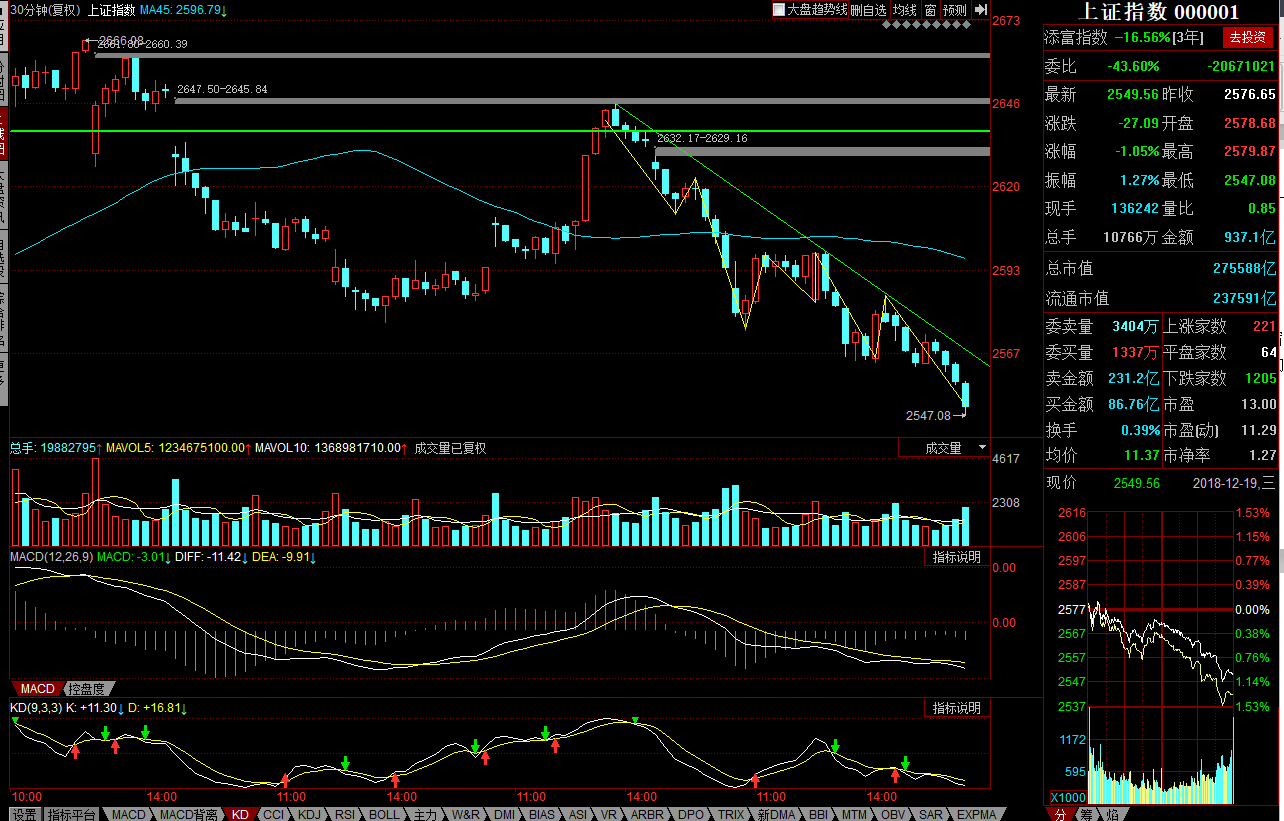 30分钟(复权) 上证指数 MA45: 2596.79↓
大盘趋势线 删自选 均线 窗 预测
2666.08
2661.80-2660.39
2647.50-2645.84
2632.17-2629.16
2547.08
2673
2646
2620
2593
2567
总手: 19882795↑ MAVOL5: 1234675100.00↑ MAVOL10: 1368981710.00↑ 成交量已复权
成交量
4617
2308
MACD(12,26,9) MACD: -3.01↓ DIFF: -11.42↓ DEA: -9.91↓
指标说明
0.00
0.00
MACD 控盘度
KD(9,3,3) K: +11.30↓ D: +16.81↓
指标说明
10:00 14:00 11:00 14:00 11:00 14:00 11:00 14:00
设置 指标平台 MACD MACD背离 KD CCI KDJ RSI BOLL 主力 W&R DMI BIAS ASI VR ARBR DPO TRIX 新DMA BBI MTM OBV SAR EXPMA
上证指数 000001
添富指数 -16.56%[3年] 去投资
委比 -43.60% -20671021
最新 2549.56 昨收 2576.65
涨跌 -27.09 开盘 2578.68
涨幅 -1.05% 最高 2579.87
振幅 1.27% 最低 2547.08
现手 136242 量比 0.85
总手 10766万 金额 937.1亿
总市值 275588亿
流通市值 237591亿
委卖量 3404万 上涨家数 221
委买量 1337万 平盘家数 64
卖金额 231.2亿 下跌家数 1205
买金额 86.76亿 市盈 13.00
换手 0.39% 市盈(动) 11.29
均价 11.37 市净率 1.27
现价 2549.56 2018-12-19,三
2616 1.53%
2606 1.15%
2597 0.77%
2587 0.39%
2577 0.00%
2567 0.38%
2557 0.76%
2547 1.14%
2537 1.53%
1172
595
X1000
分 筹 焰